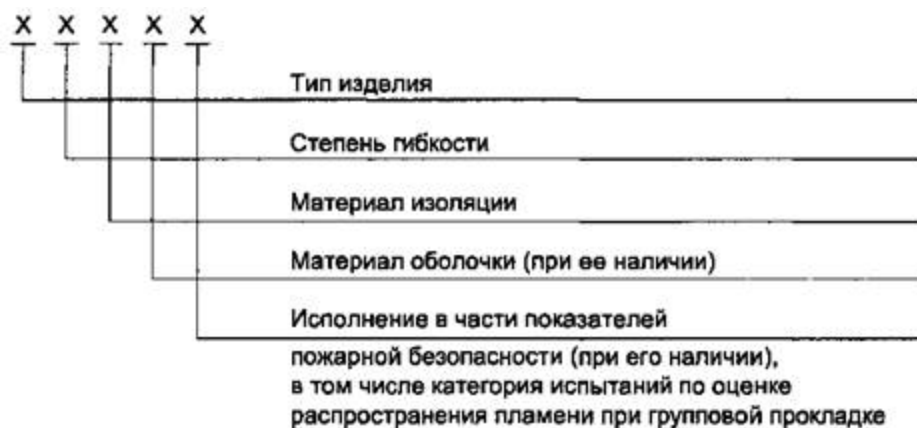 Х Х Х Х Х
Тип изделия
Степень гибкости
Материал изоляции
Материал оболочки (при ее наличии)
Исполнение в части показателей
пожарной безопасности (при его наличии),
в том числе категория испытаний по оценке
распространения пламени при групповой прокладке